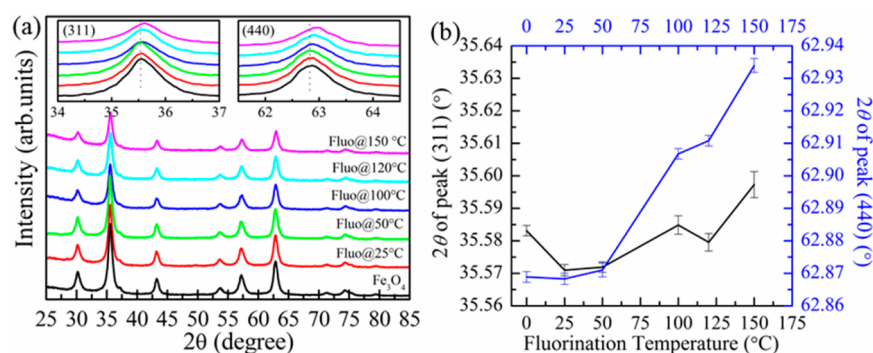 (a)
(311)
34 35 36 37
(440)
62 63 64
Fluo@150 °C
Fluo@120°C
Fluo@100°C
Fluo@50°C
Fluo@25°C
Fe3O4
Intensity (arb.units)
25 30 35 40 45 50 55 60 65 70 75 80 85
2θ (degree)
(b)
0 25 50 75 100 125 150 175
35.64
35.63
35.62
35.61
35.60
35.59
35.58
35.57
35.56
2θ of peak (311) (°)
62.94
62.93
62.92
62.91
62.90
62.89
62.88
62.87
62.86
2θ of peak (440) (°)
0 25 50 75 100 125 150 175
Fluorination Temperature (°C)